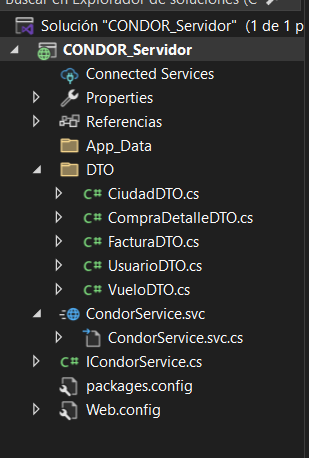 Buscar en Explorador de soluciones (C
Solución "CONDOR_Servidor" (1 de 1 p
CONDOR_Servidor
Connected Services
Properties
Referencias
App_Data
DTO
CiudadDTO.cs
CompraDetalleDTO.cs
FacturaDTO.cs
UsuarioDTO.cs
VueloDTO.cs
CondorService.svc
CondorService.svc.cs
ICondorService.cs
packages.config
Web.config